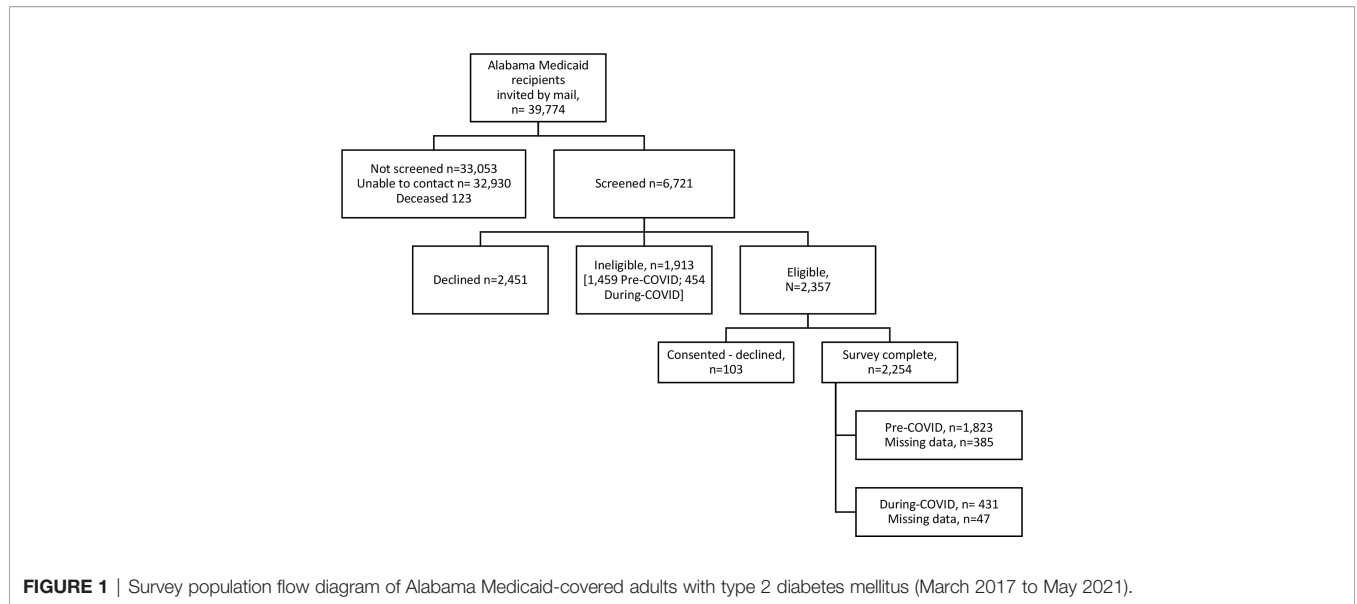 Alabama Medicaid
recipients
invited by mail,
n= 39,774
Not screened n=33,053
Unable to contact n= 32,930
Deceased 123
Screened n=6,721
Declined n=2,451
Ineligible, n=1,913
[1,459 Pre-COVID; 454
During-COVID]
Eligible,
N=2,357
Consented - declined,
n=103
Survey complete,
n=2,254
Pre-COVID, n=1,823
Missing data, n=385
During-COVID, n= 431
Missing data, n=47
FIGURE 1 | Survey population flow diagram of Alabama Medicaid-covered adults with type 2 diabetes mellitus (March 2017 to May 2021).